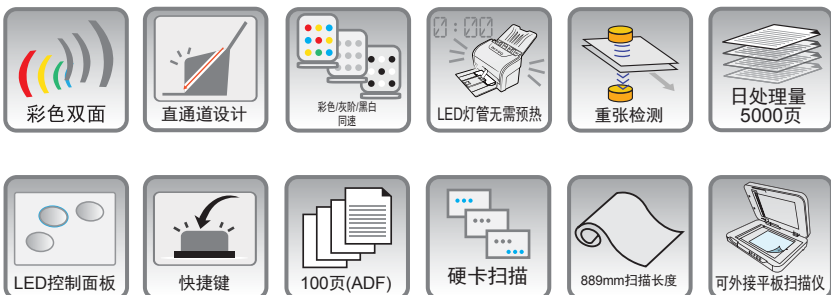 彩色双面
直通道设计
彩色/灰阶/黑白
同速
0:00
LED灯管无需预热
重张检测
日处理量
5000页
LED控制面板
快捷键
100页(ADF)
硬卡扫描
889mm扫描长度
可外接平板扫描仪